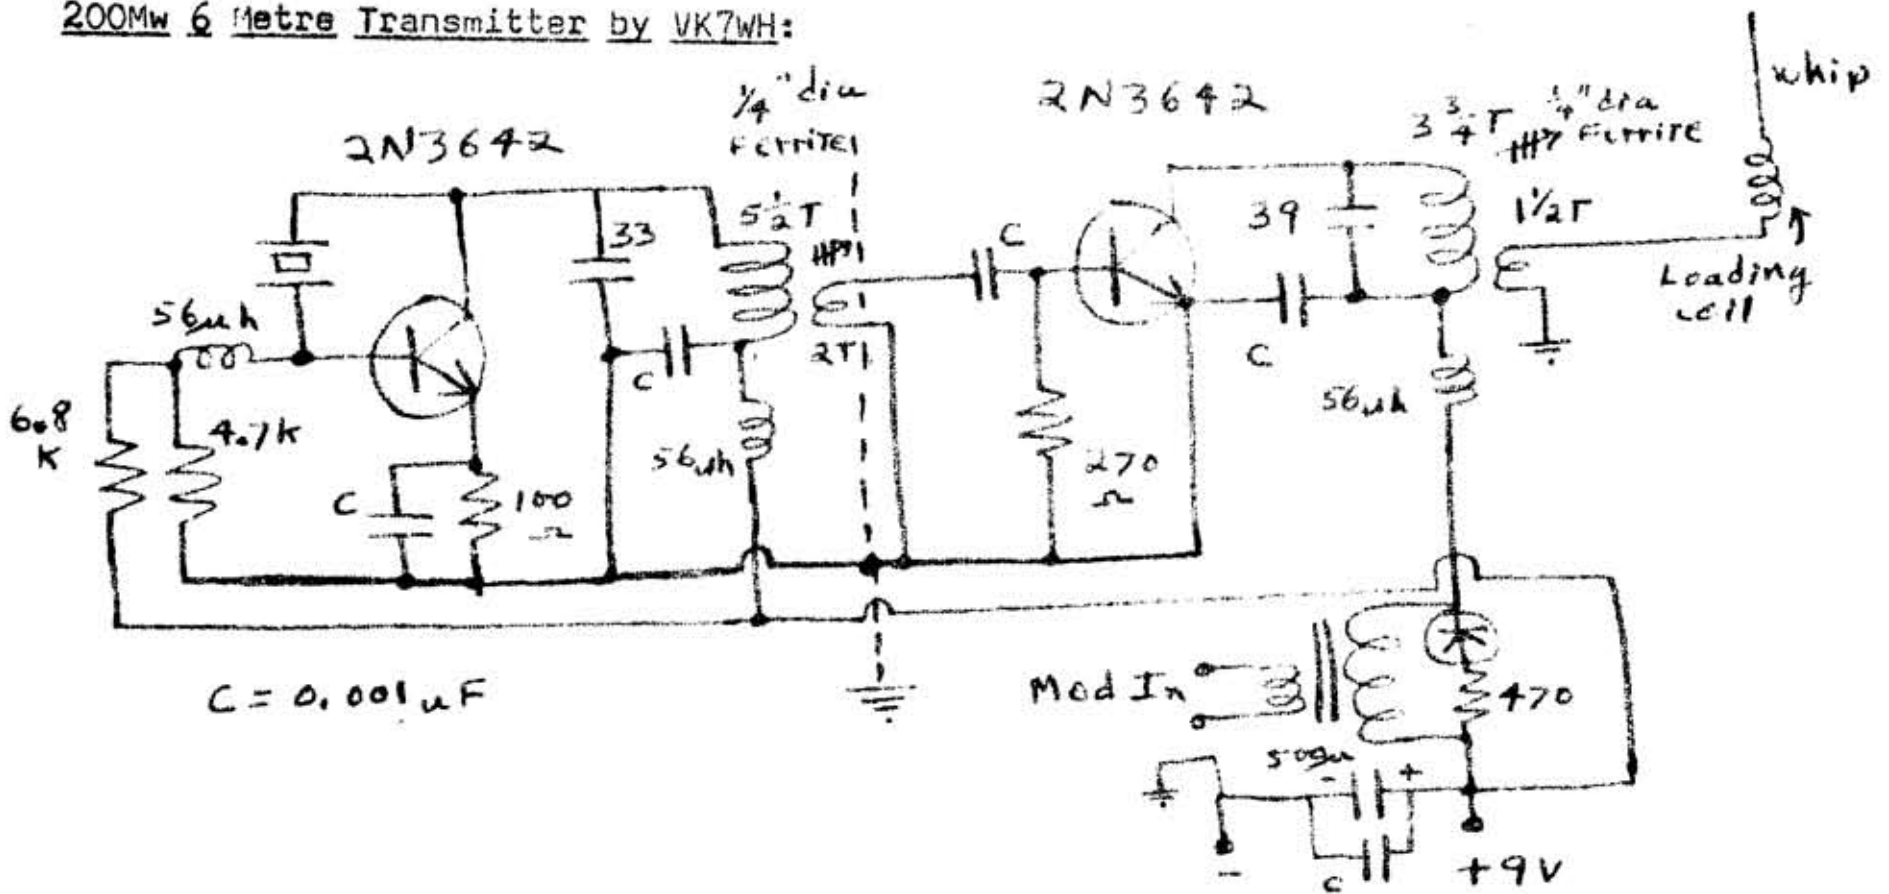 200Mw 6 Metre Transmitter by VK7WH:
1/4" dia
Ferrite
2N3642
2N3642
3 3/4 T
1/4" dia
Ferrite
whip
5 1/2 T
33
C
39
1 1/2T
Loading
coil
56uh
2T
C
C
56uh
6.8
K
4.7K
56uh
C
100
Ω
270
Ω
C = 0.001uF
Mod In
470
500u
-
+
-
C
+9V